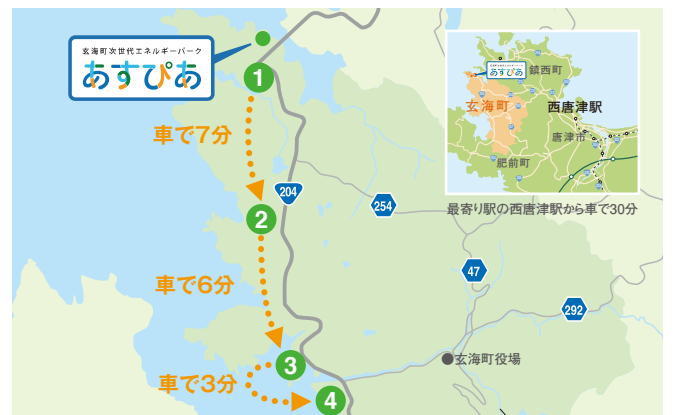 玄海町次世代エネルギーパーク
あすぴあ
1
車で7分
204
254
2
車で6分
47
292
3
玄海町役場
車で3分
4
あすぴあ
鎮西町
玄海町
西唐津駅
唐津市
肥前町
最寄り駅の西唐津駅から車で30分